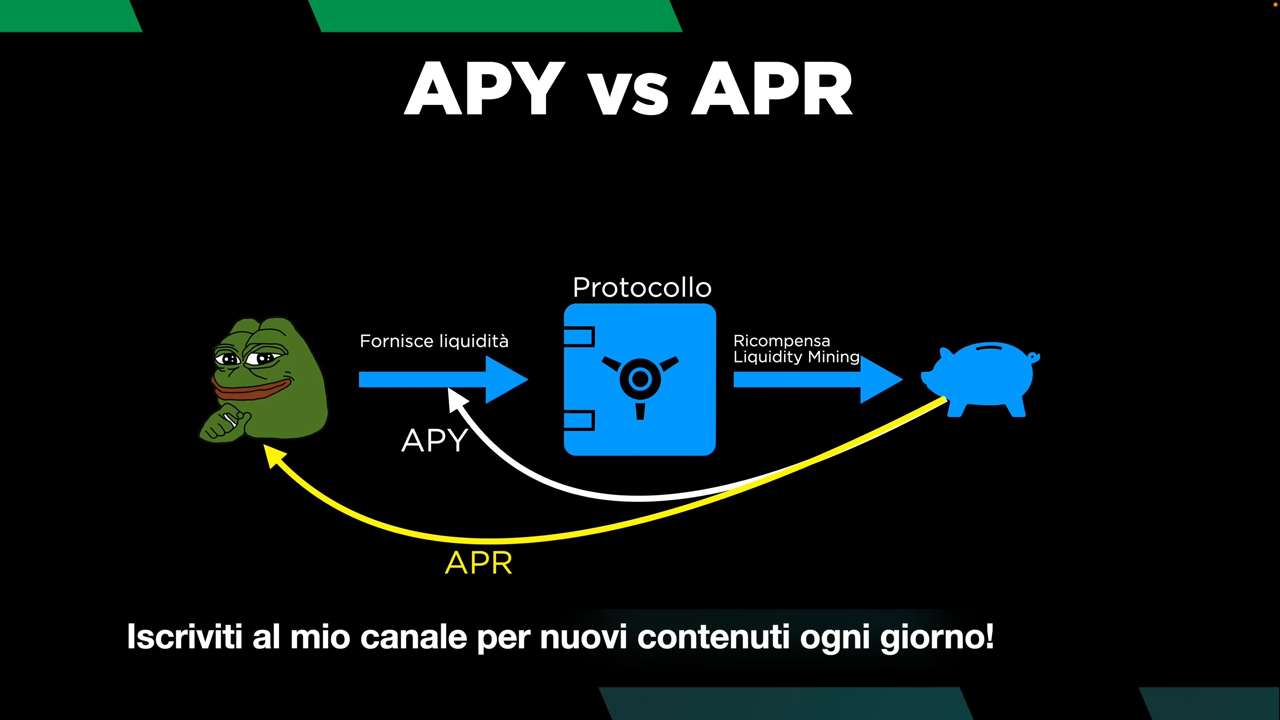 APY vs APR
Protocollo
Fornisce liquidità
Ricompensa
Liquidity Mining
APY
APR
Iscriviti al mio canale per nuovi contenuti ogni giorno!